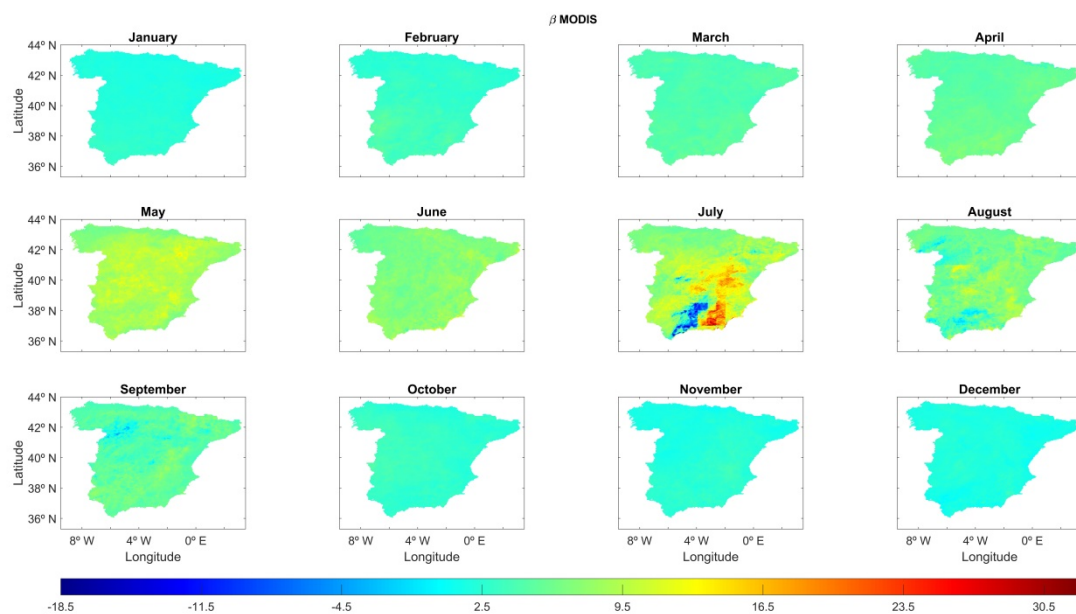 β MODIS
January February March April
44º N
42º N
40º N
38º N
36º N
Latitude
May June July August
44º N
42º N
40º N
38º N
36º N
Latitude
September October November December
44º N
42º N
40º N
38º N
36º N
Latitude
8º W 4º W 0º E 8º W 4º W 0º E 8º W 4º W 0º E 8º W 4º W 0º E
Longitude Longitude Longitude Longitude
-18.5 -11.5 -4.5 2.5 9.5 16.5 23.5 30.5